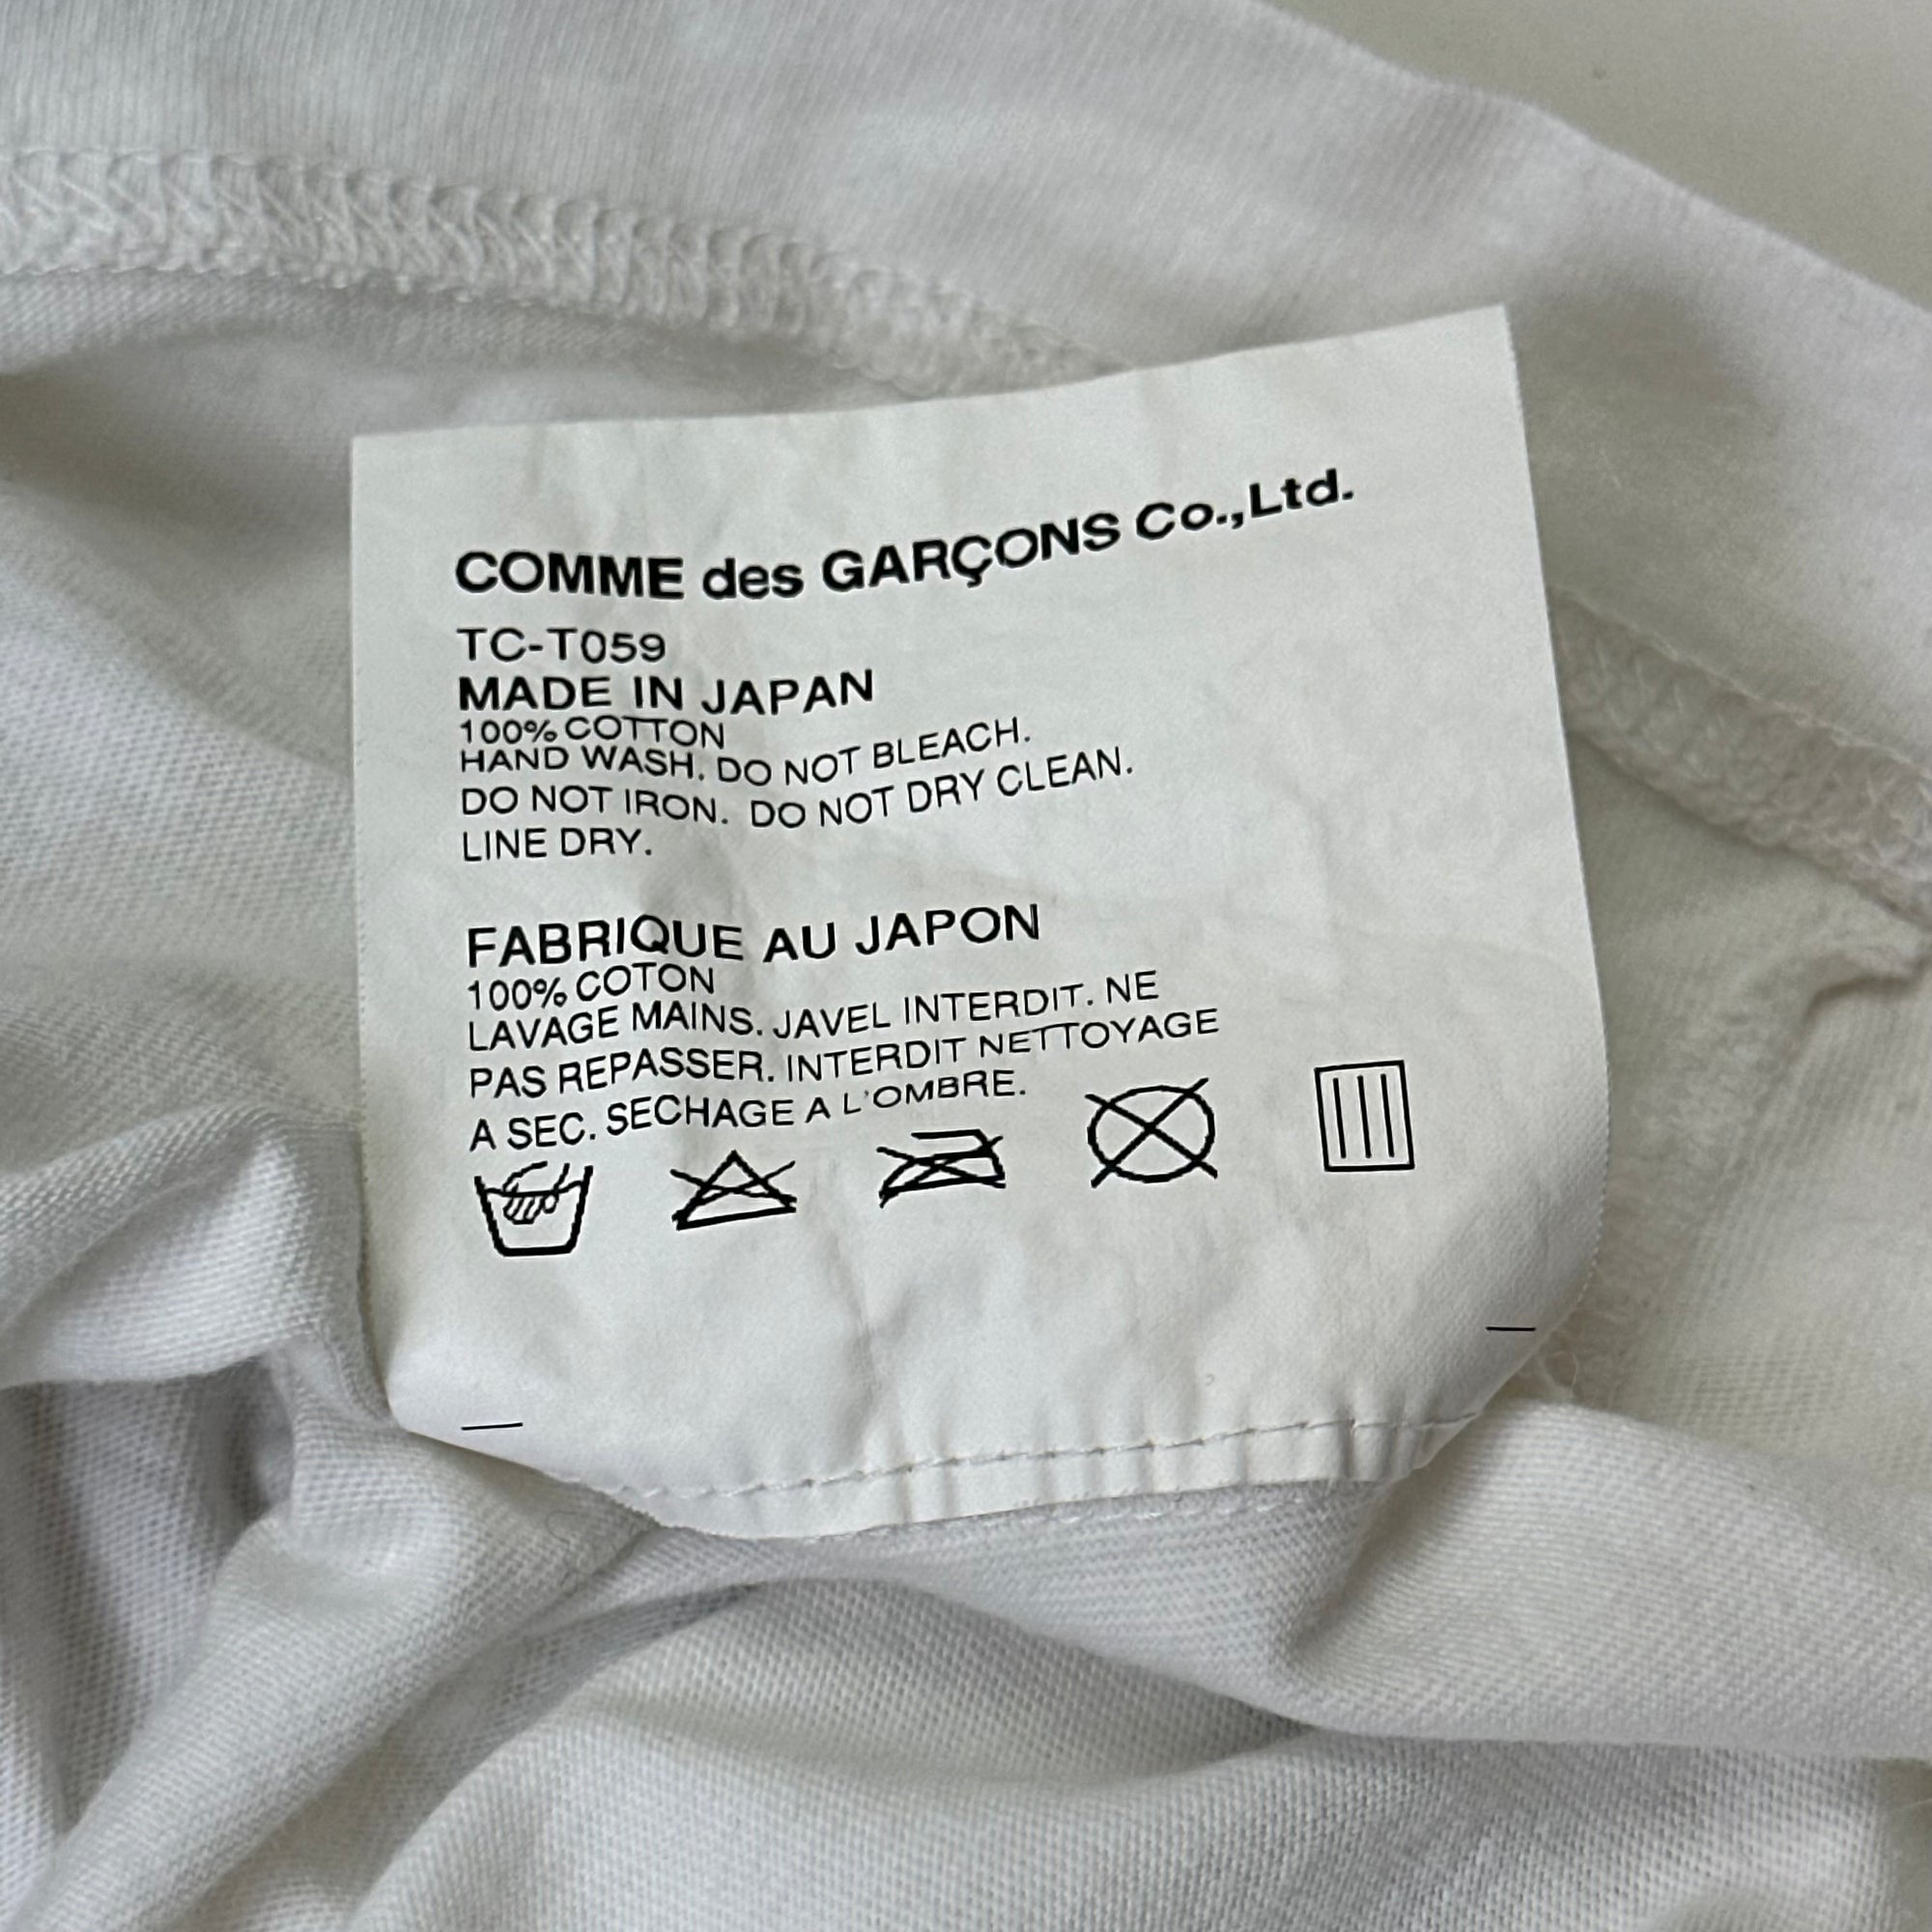 COMME des GARÇONS Co.,Ltd.
TC-T059
MADE IN JAPAN
100% COTTON
HAND WASH. DO NOT BLEACH.
DO NOT IRON. DO NOT DRY CLEAN.
LINE DRY.
FABRIQUE AU JAPON
100% COTON
LAVAGE MAINS. JAVEL INTERDIT. NE
PAS REPASSER. INTERDIT NETTOYAGE
A SEC. SECHAGE A L'OMBRE.